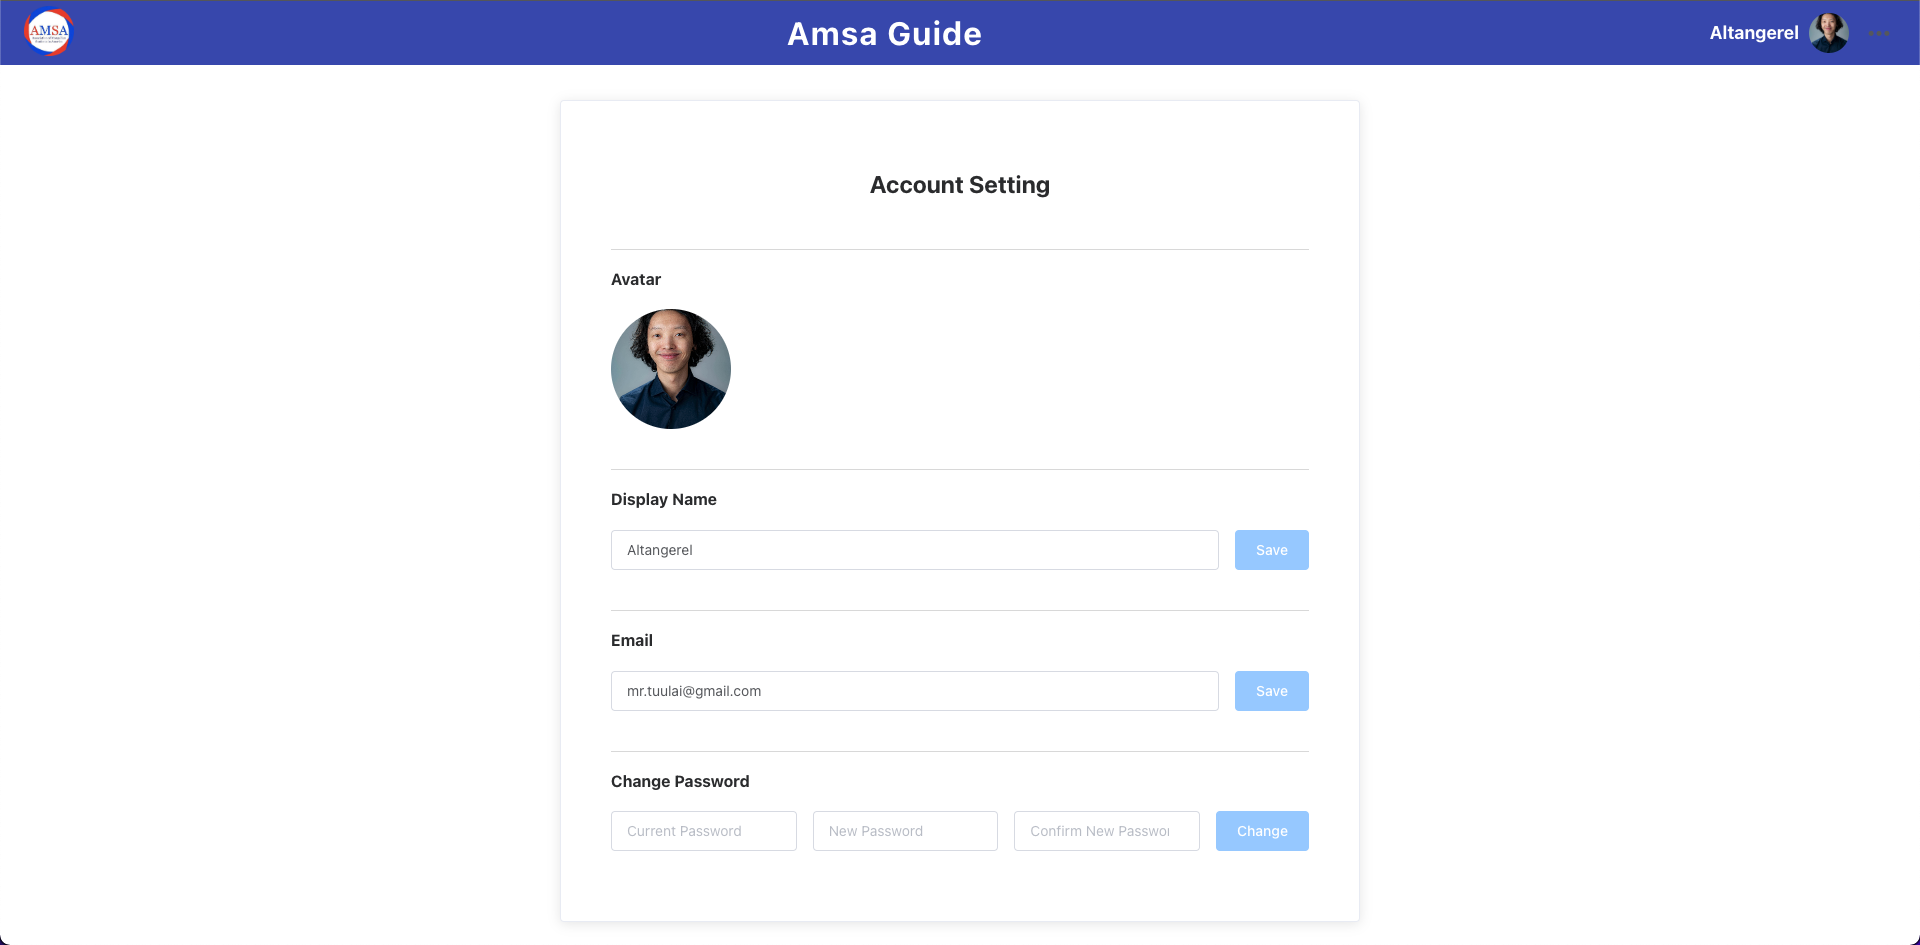 AMSA
Amsa Guide
Altangerel
Account Setting
Avatar
Display Name
Altangerel
Save
Email
mr.tuulai@gmail.com
Save
Change Password
Current Password
New Password
Confirm New Passwor
Change